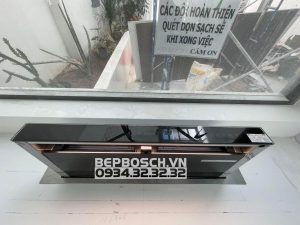 CÁC ĐỘI HOÀN THIỆN
QUÉT DỌN SẠCH SẼ
KHI XONG VIỆC
CẢM ƠN
BEPBOSCH.VN
0934.32.32.32